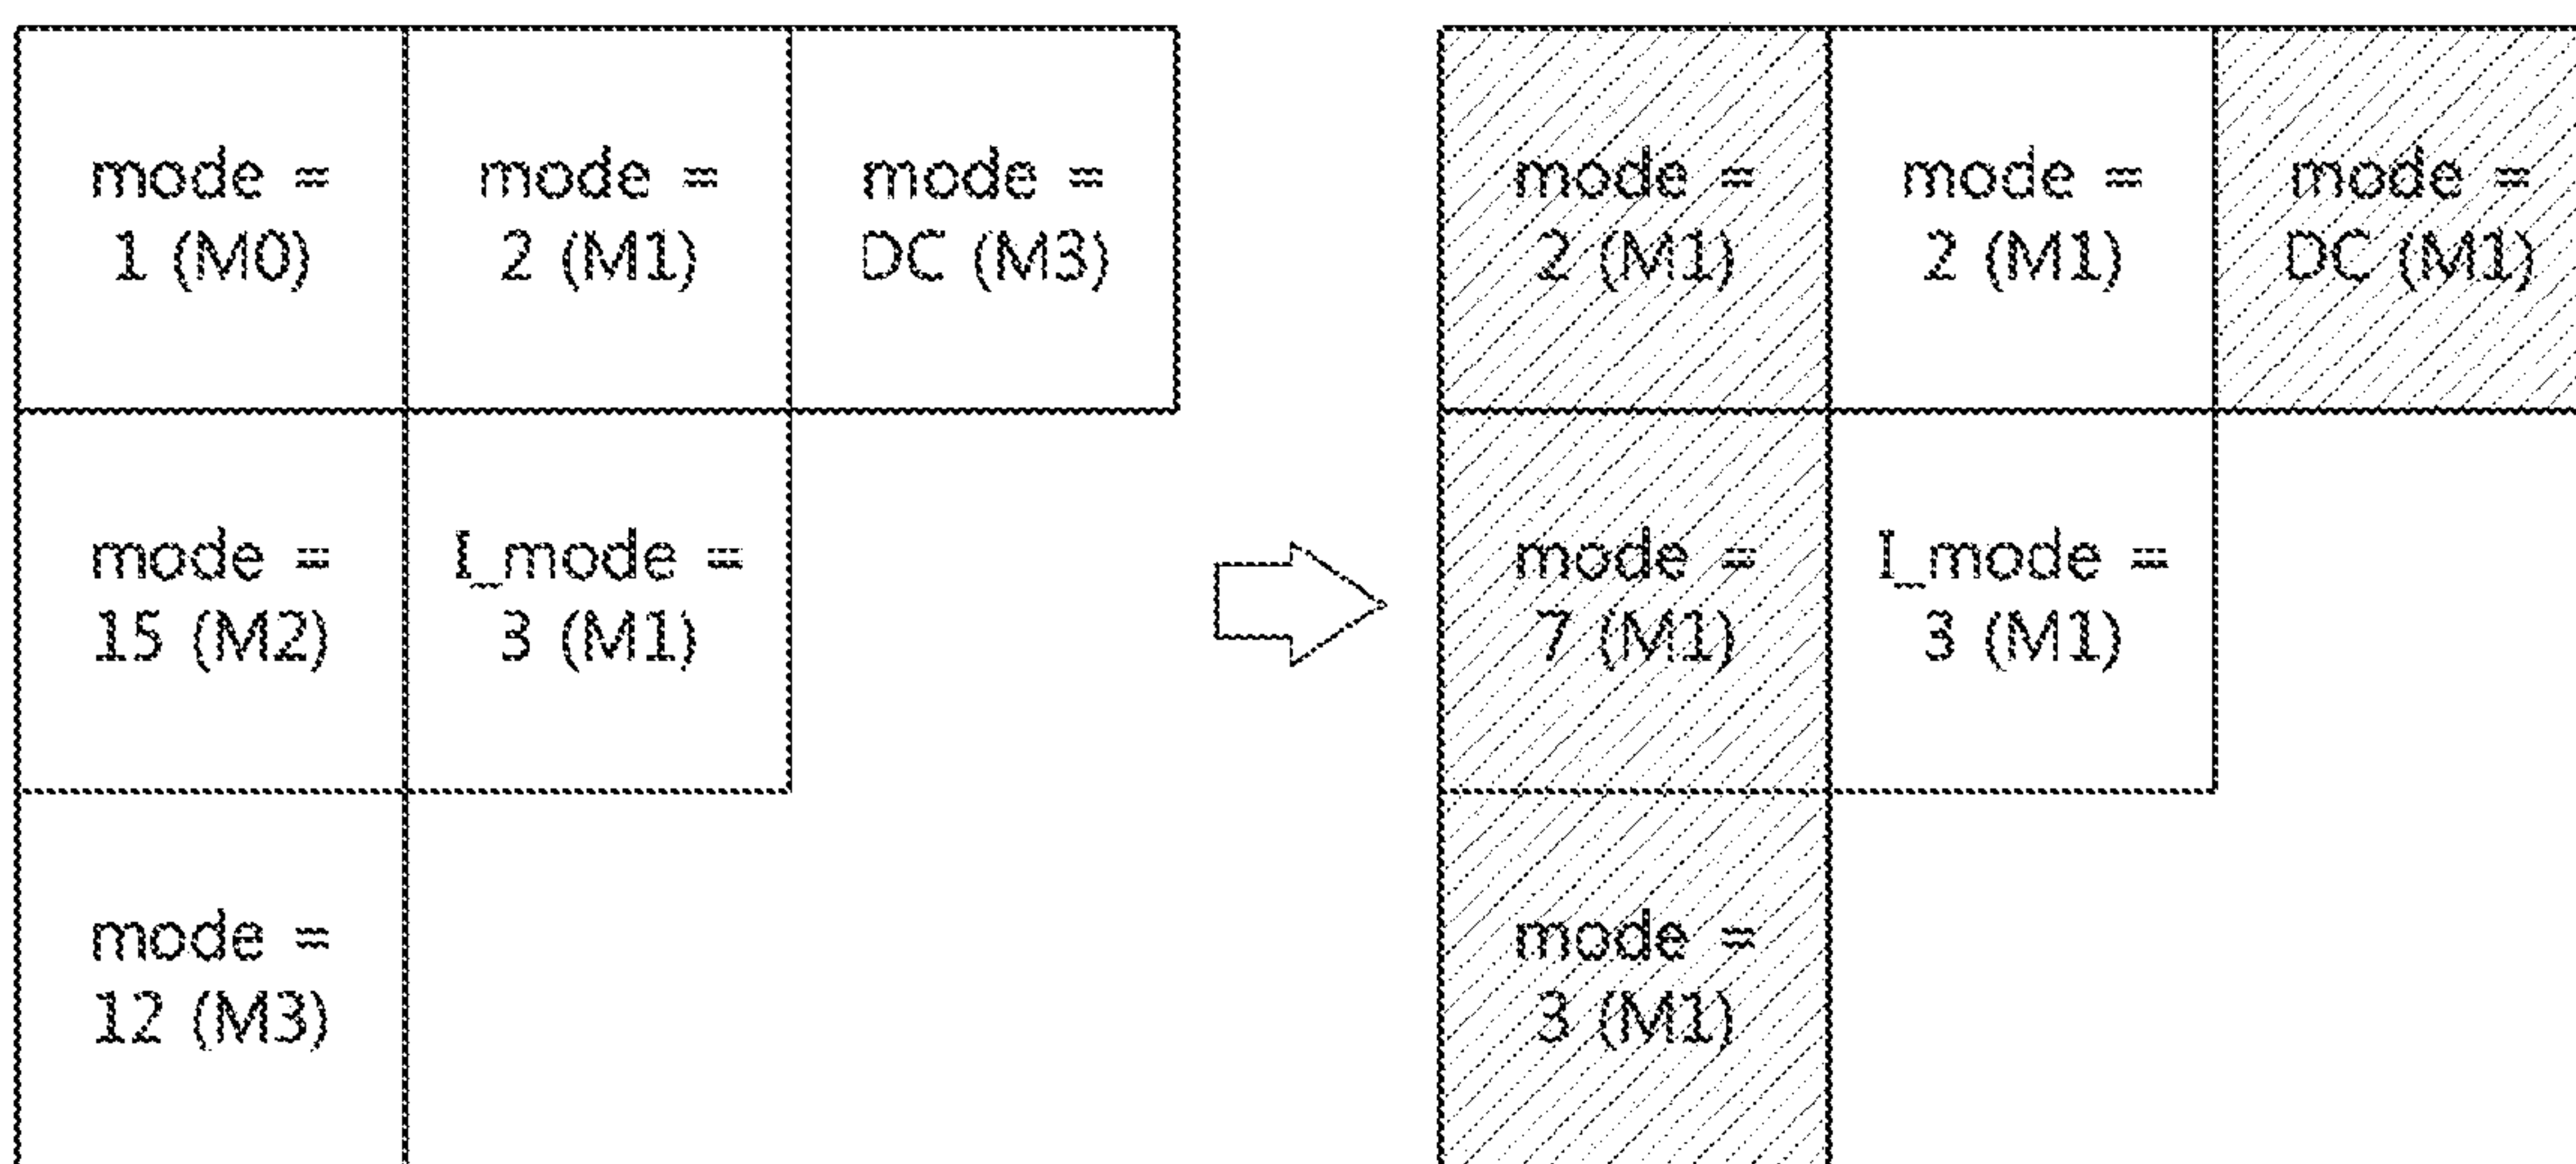 mode =
1 (M0)
mode =
2 (M1)
mode =
DC (M3)
mode =
15 (M2)
I_mode =
3 (M1)
mode =
12 (M3)
mode =
2 (M1)
mode =
2 (M1)
mode =
DC (M1)
mode =
7 (M1)
I_mode =
3 (M1)
mode =
3 (M1)